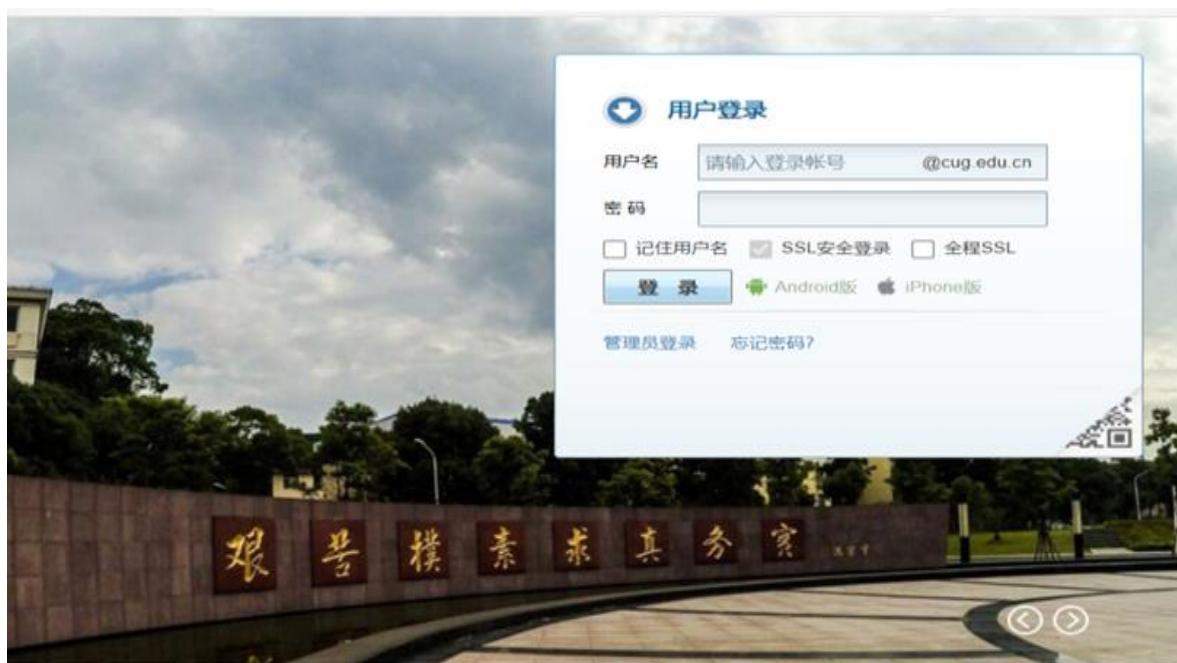 用户登录
用户名 请输入登录帐号 @cug.edu.cn
密 码
记住用户名 SSL安全登录 全程SSL
登 录 Android版 iPhone版
管理员登录 忘记密码?
艰苦樸素求真务实